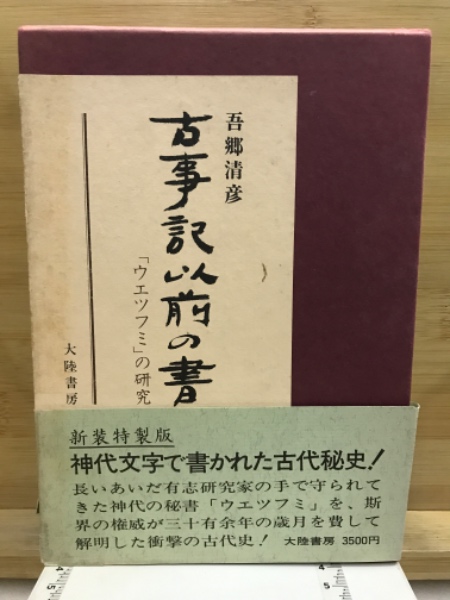 吾郷清彦
古事記以前の書
「ウエツフミ」の研究
大陸書房
新装特製版
神代文字で書かれた古代秘史!
長いあいだ有志研究家の手で守られて
きた神代の秘書「ウエツフミ」を、斯
界の権威が三十有余年の歳月を費して
解明した衝撃の古代史! 大陸書房 3500円